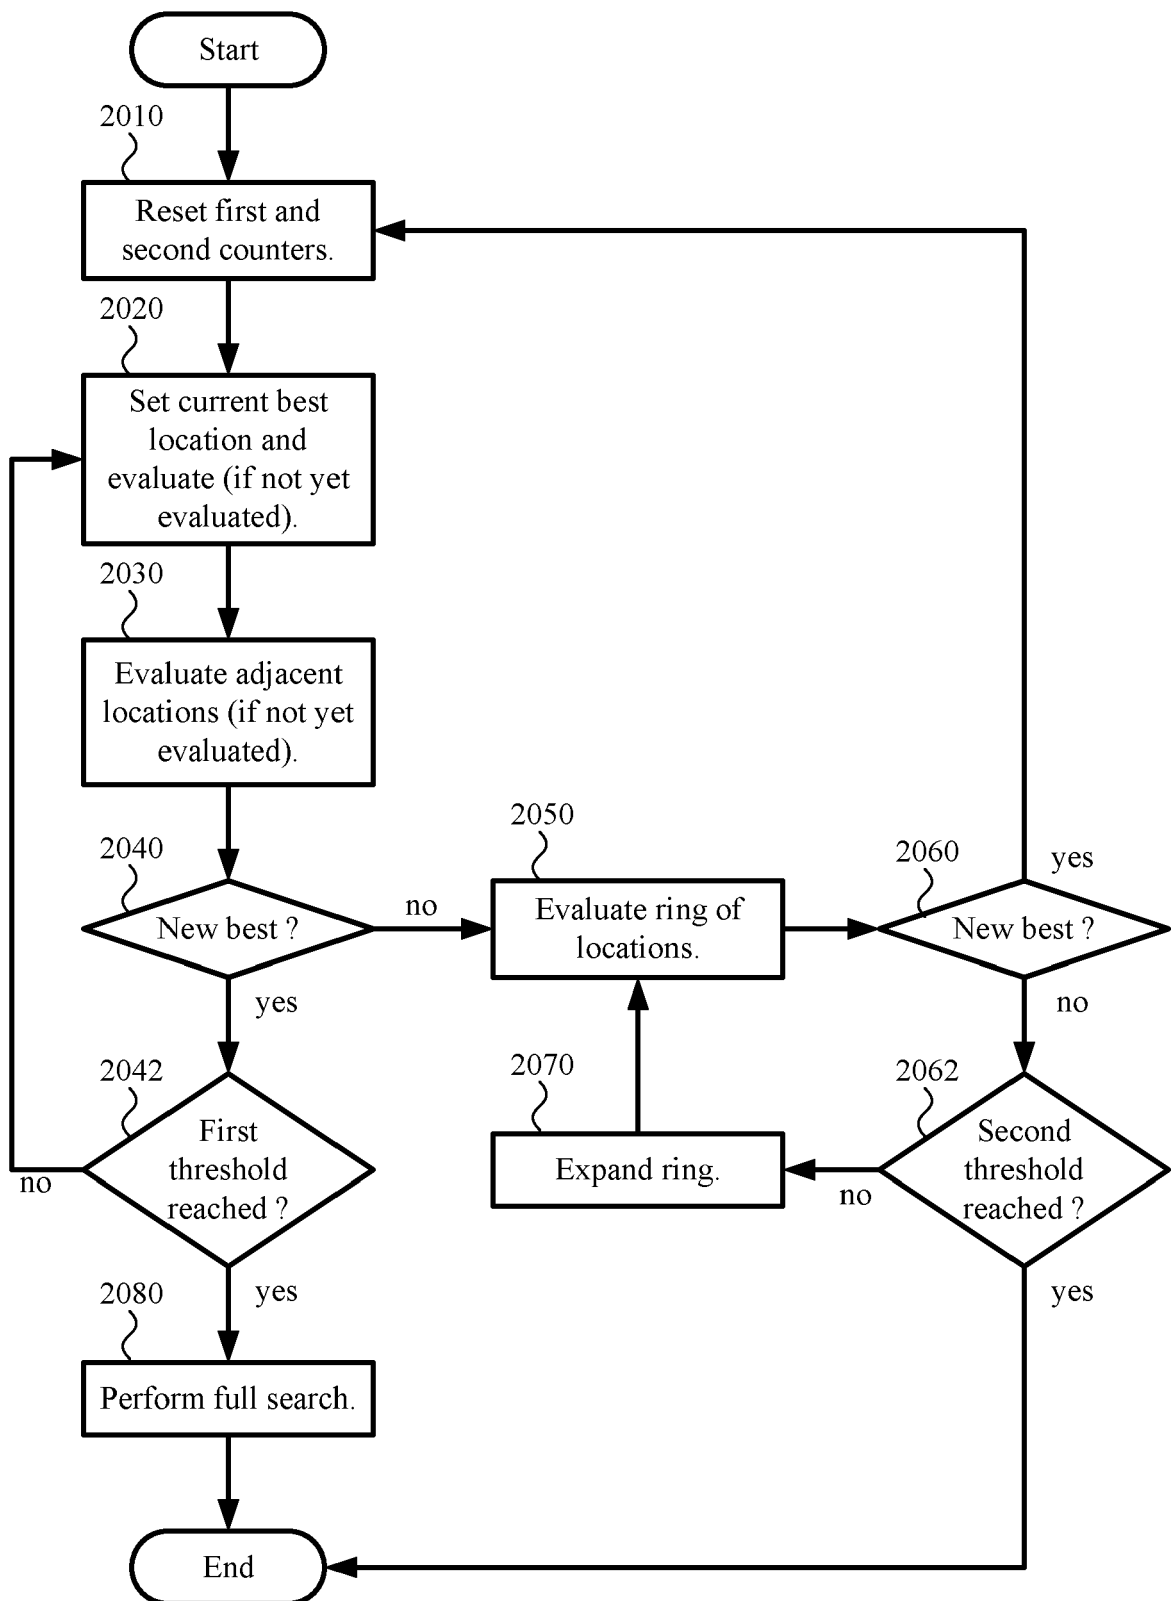 Start
2010
Reset first and
second counters.
2020
Set current best
location and
evaluate (if not yet
evaluated).
2030
Evaluate adjacent
locations (if not yet
evaluated).
2040
New best ?
no
yes
2050
Evaluate ring of
locations.
2060
New best ?
yes
no
2042
First
threshold
reached ?
no
yes
2070
Expand ring.
2062
Second
threshold
reached ?
no
yes
2080
Perform full search.
End